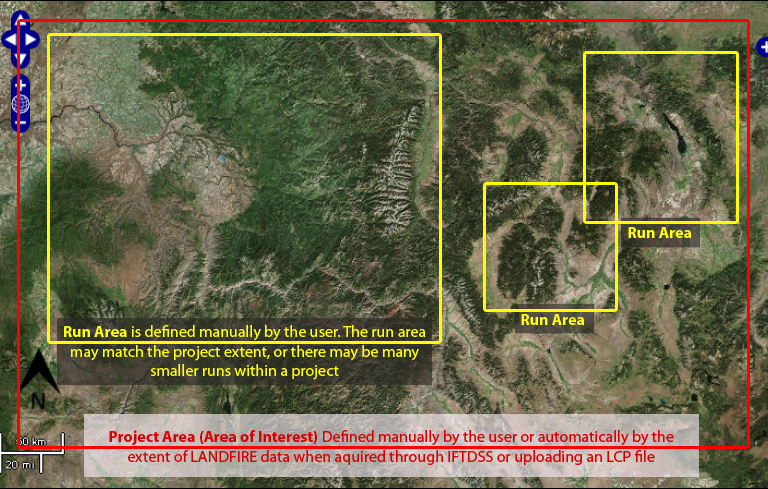 Run Area
Run Area
Run Area is defined manually by the user. The run area
may match the project extent, or there may be many
smaller runs within a project
N
Project Area (Area of Interest) Defined manually by the user or automatically by the
extent of LANDFIRE data when aquired through IFTDSS or uploading an LCP file
50 km
20 mi